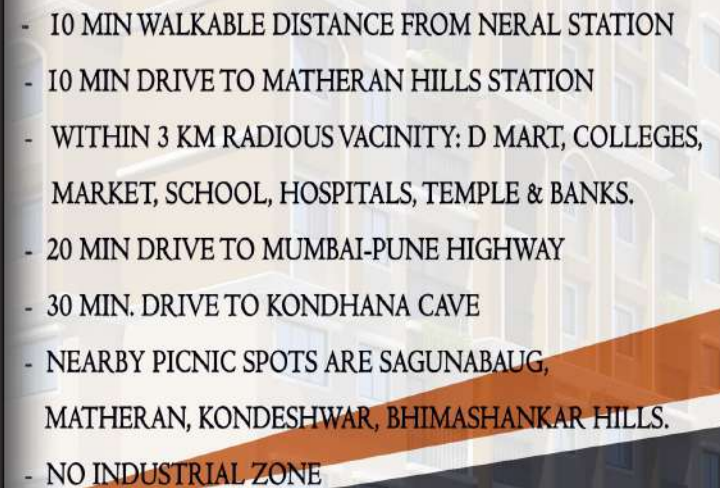 - 10 MIN WALKABLE DISTANCE FROM NERAL STATION
- 10 MIN DRIVE TO MATHERAN HILLS STATION
- WITHIN 3 KM RADIOUS VACINITY: D MART, COLLEGES,
MARKET, SCHOOL, HOSPITALS, TEMPLE & BANKS.
- 20 MIN DRIVE TO MUMBAI-PUNE HIGHWAY
- 30 MIN. DRIVE TO KONDHANA CAVE
- NEARBY PICNIC SPOTS ARE SAGUNABAUG,
MATHERAN, KONDESHWAR, BHIMASHANKAR HILLS.
- NO INDUSTRIAL ZONE